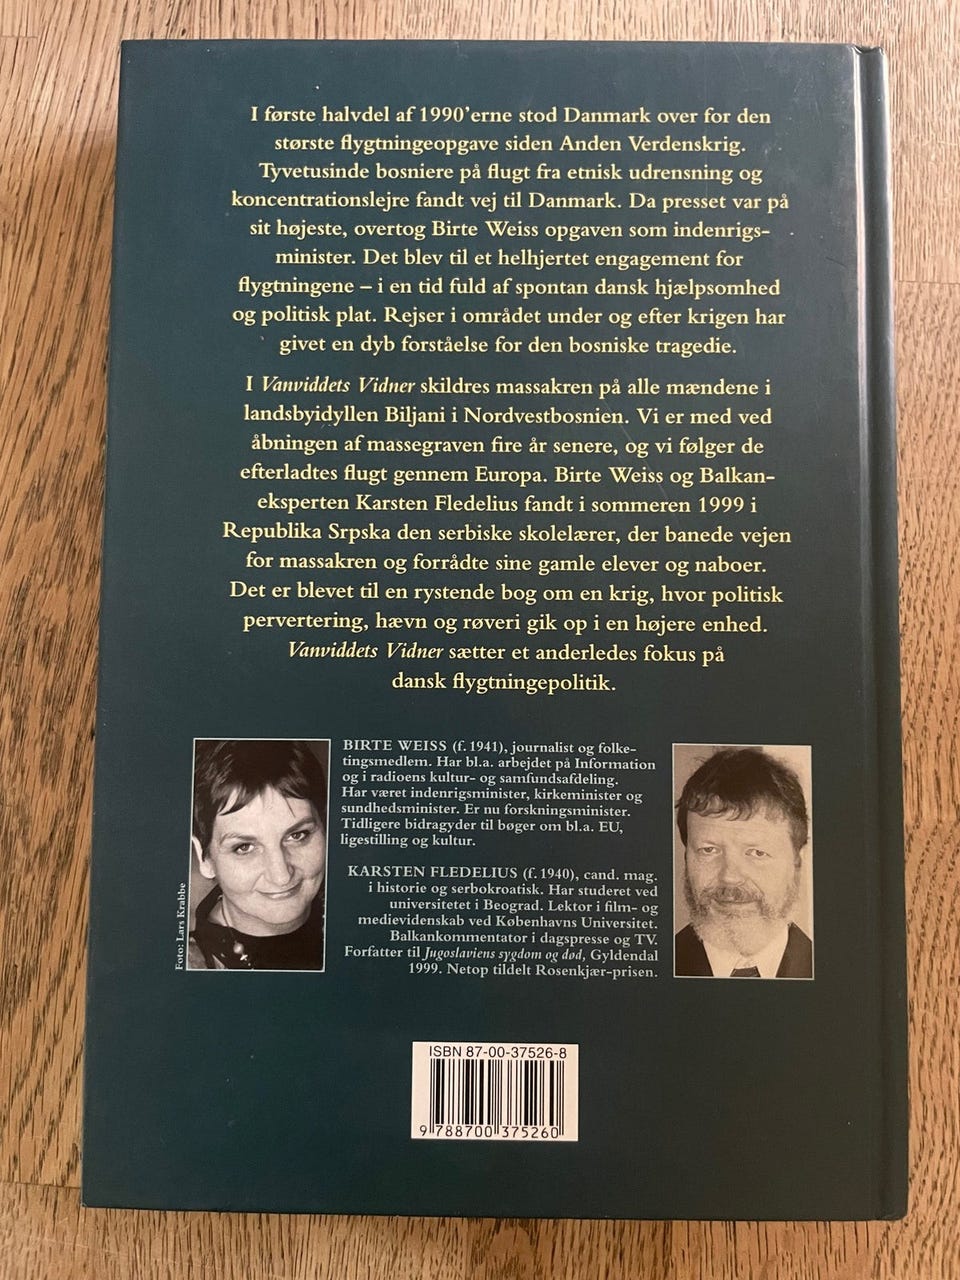 I første halvdel af 1990'erne stod Danmark over for den
største flygtningeopgave siden Anden Verdenskrig.
Tyvetusinde bosniere på flugt fra etnisk udrensning og
koncentrationslejre fandt vej til Danmark. Da presset var på
sit højeste, overtog Birte Weiss opgaven som indenrigs-
minister. Det blev til et helhjertet engagement for
flygtningene – i en tid fuld af spontan dansk hjælpsomhed
og politisk plat. Rejser i området under og efter krigen har
givet en dyb forståelse for den bosniske tragedie.
I Vanviddets Vidner skildres massakren på alle mændene i
landsbyidyllen Biljani i Nordvestbosnien. Vi er med ved
åbningen af massegraven fire år senere, og vi følger de
efterladtes flugt gennem Europa. Birte Weiss og Balkan-
eksperten Karsten Fledelius fandt i sommeren 1999 i
Republika Srpska den serbiske skolelærer, der banede vejen
for massakren og forrådte sine gamle elever og naboer.
Det er blevet til en rystende bog om en krig, hvor politisk
pervertering, hævn og røveri gik op i en højere enhed.
Vanviddets Vidner sætter et anderledes fokus på
dansk flygtningepolitik.
BIRTE WEISS (f. 1941), journalist og folke-
tingsmedlem. Har bl.a. arbejdet på Information
og i radioens kultur- og samfundsafdeling.
Har været indenrigsminister, kirkeminister og
sundhedsminister. Er nu forskningsminister.
Tidligere bidragyder til bøger om bl.a. EU,
ligestilling og kultur.
Foto: Lars Krabbe
KARSTEN FLEDELIUS (f. 1940), cand. mag.
i historie og serbokroatisk. Har studeret ved
universitetet i Beograd. Lektor i film- og
medievidenskab ved Københavns Universitet.
Balkankommentator i dagspresse og TV.
Forfatter til Jugoslaviens sygdom og død, Gyldendal
1999. Netop tildelt Rosenkjær-prisen.
ISBN 87-00-37526-8
9 788700 375260